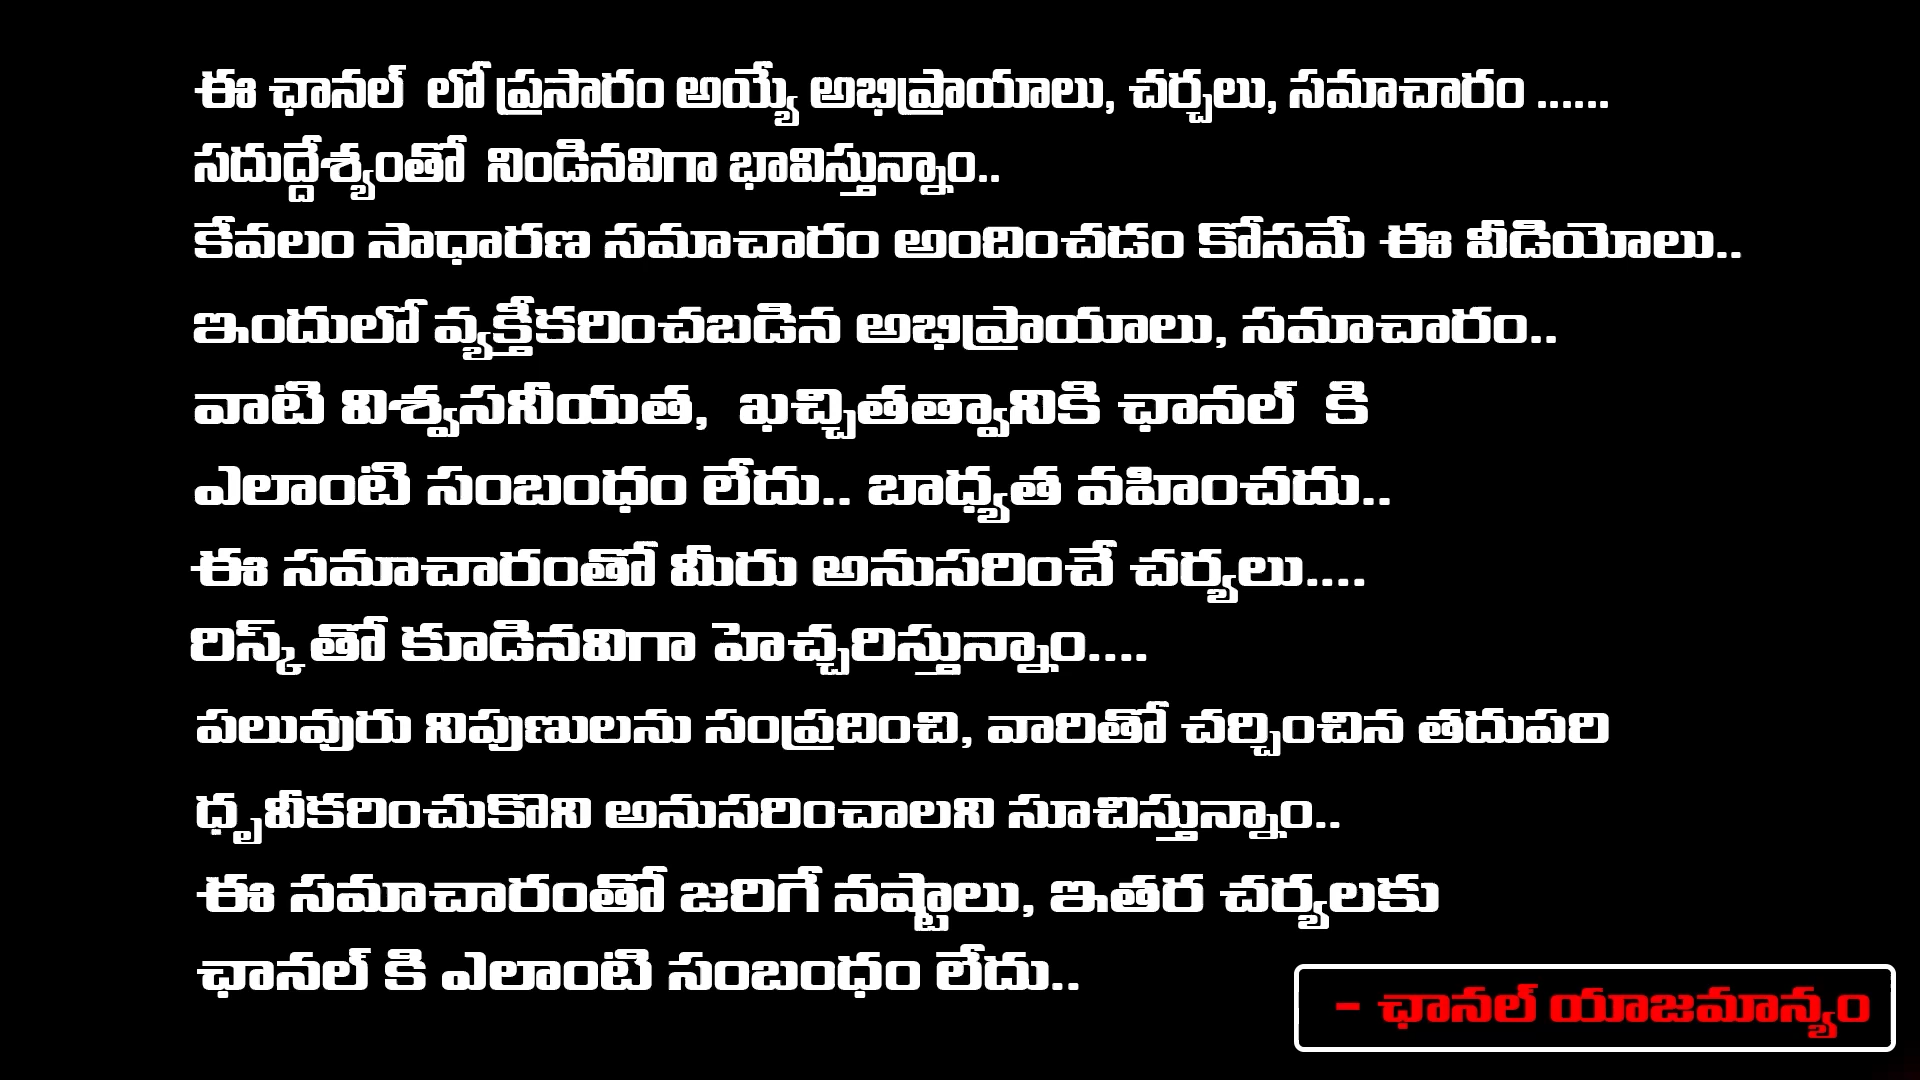 ఈ ఛానల్ లో ప్రసారం అయ్యే అభిప్రాయాలు, చర్చలు, సమాచారం ......
సదుద్దేశ్యంతో నిండినవిగా భావిస్తున్నాం..
కేవలం సాధారణ సమాచారం అందించడం కోసమే ఈ వీడియోలు..
ఇందులో వ్యక్తీకరించబడిన అభిప్రాయాలు, సమాచారం..
వాటి విశ్వసనీయత, ఖచ్చితత్వానికి ఛానల్ కి
ఎలాంటి సంబంధం లేదు.. బాధ్యత వహించదు..
ఈ సమాచారంతో మీరు అనుసరించే చర్యలు....
రిస్క్ తో కూడినవిగా హెచ్చరిస్తున్నాం....
పలువురు నిపుణులను సంప్రదించి, వారితో చర్చించిన తదుపరి
ధృవీకరించుకొని అనుసరించాలని సూచిస్తున్నాం..
ఈ సమాచారంతో జరిగే నష్టాలు, ఇతర చర్యలకు
ఛానల్ కి ఎలాంటి సంబంధం లేదు..
- ఛానల్ యాజమాన్యం